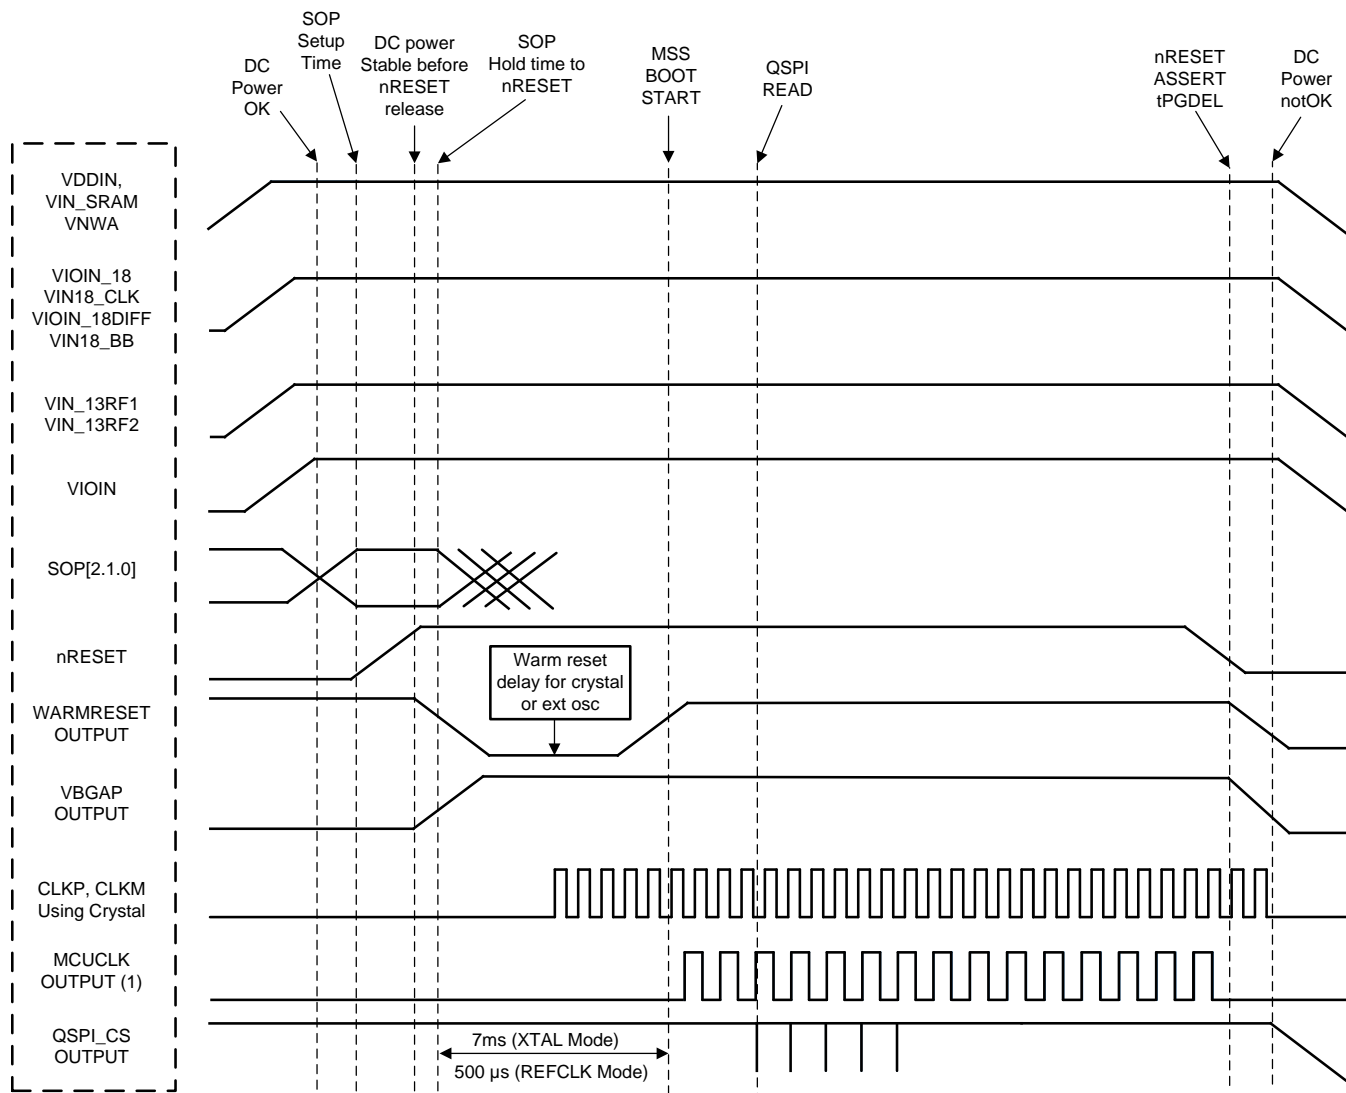 DC
Power
OK
SOP
Setup
Time
DC power
Stable before
nRESET
release
SOP
Hold time to
nRESET
MSS
BOOT
START
QSPI
READ
nRESET
ASSERT
tPGDEL
DC
Power
notOK
VDDIN,
VIN_SRAM
VNWA
VIOIN_18
VIN18_CLK
VIOIN_18DIFF
VIN18_BB
VIN_13RF1
VIN_13RF2
VIOIN
SOP[2.1.0]
nRESET
Warm reset
delay for crystal
or ext osc
WARMRESET
OUTPUT
VBGAP
OUTPUT
CLKP, CLKM
Using Crystal
MCUCLK
OUTPUT (1)
QSPI_CS
OUTPUT
7ms (XTAL Mode)
500 µs (REFCLK Mode)